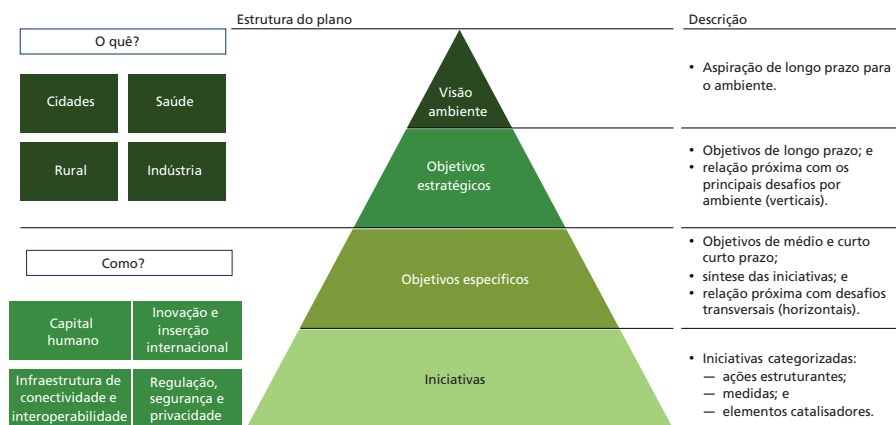 Estrutura do plano
Descrição
O quê?
Cidades
Saúde
Rural
Indústria
Visão
ambiente
• Aspiração de longo prazo para
o ambiente.
Objetivos
estratégicos
• Objetivos de longo prazo; e
• relação próxima com os
principais desafios por
ambiente (verticais).
Como?
Capital
humano
Inovação e
inserção
internacional
Infraestrutura de
conectividade e
interoperabilidade
Regulação,
segurança e
privacidade
Objetivos específicos
• Objetivos de médio e curto
curto prazo;
• síntese das iniciativas; e
• relação próxima com desafios
transversais (horizontais).
Iniciativas
• Iniciativas categorizadas:
— ações estruturantes;
— medidas; e
— elementos catalisadores.